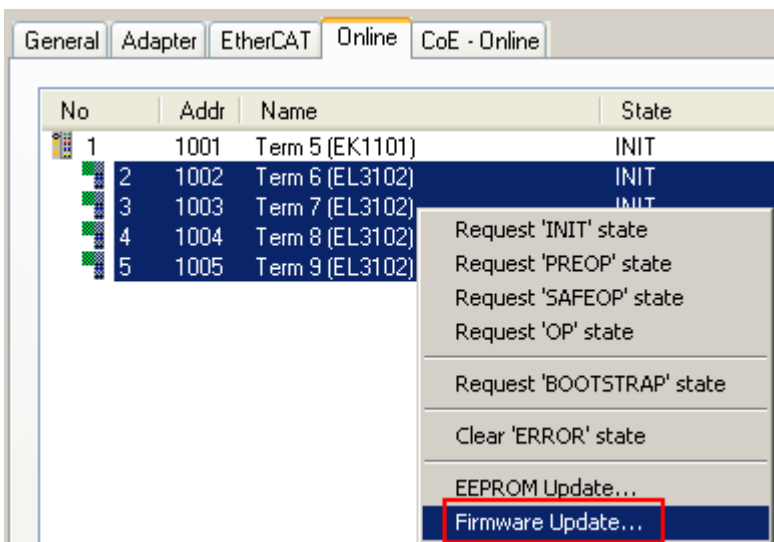 General Adapter EtherCAT Online CoE - Online
No Addr Name State
1 1001 Term 5 (EK1101) INIT
2 1002 Term 6 (EL3102) INIT
3 1003 Term 7 (EL3102) INIT
4 1004 Term 8 (EL3102)
5 1005 Term 9 (EL3102)
Request 'INIT' state
Request 'PREOP' state
Request 'SAFEOP' state
Request 'OP' state
Request 'BOOTSTRAP' state
Clear 'ERROR' state
EEPROM Update...
Firmware Update...